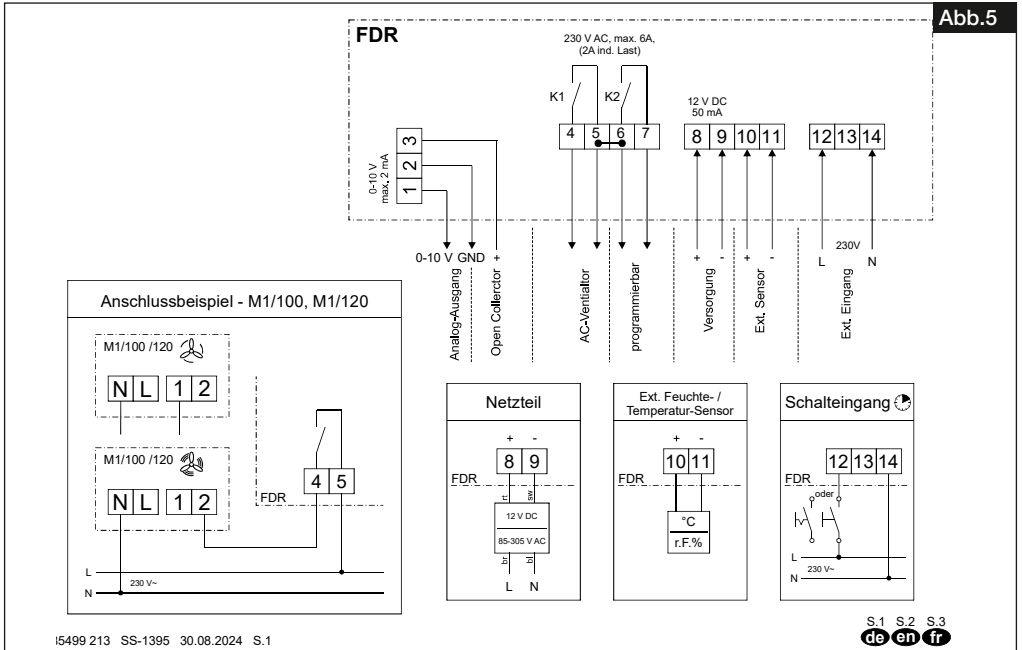 Abb.5
FDR
230 V AC, max. 6A,
(2A ind. Last)
K1
K2
12 V DC
50 mA
0-10 V
max. 2 mA
1 2 3
4 5 6 7
8 9 10 11
12 13 14
0-10 V GND +
+ - + -
L 230V N
Analog-Ausgang
Open Collerctor
AC-Ventialtor
programmierbar
Versorgung
Ext. Sensor
Ext. Eingang
Anschlussbeispiel - M1/100, M1/120
M1/100 /120
N L 1 2
M1/100 /120
N L 1 2
4 5
FDR
L
230 V~
N
Netzteil
+ -
8 9
FDR
rt sw
12 V DC
85-305 V AC
br bl
L N
Ext. Feuchte- /
Temperatur-Sensor
+ -
10 11
FDR
°C
r.F.%
Schalteingang
12 13 14
FDR
oder
L
230 V~
N
85499 213 SS-1395 30.08.2024 S.1
S.1 S.2 S.3
de en fr